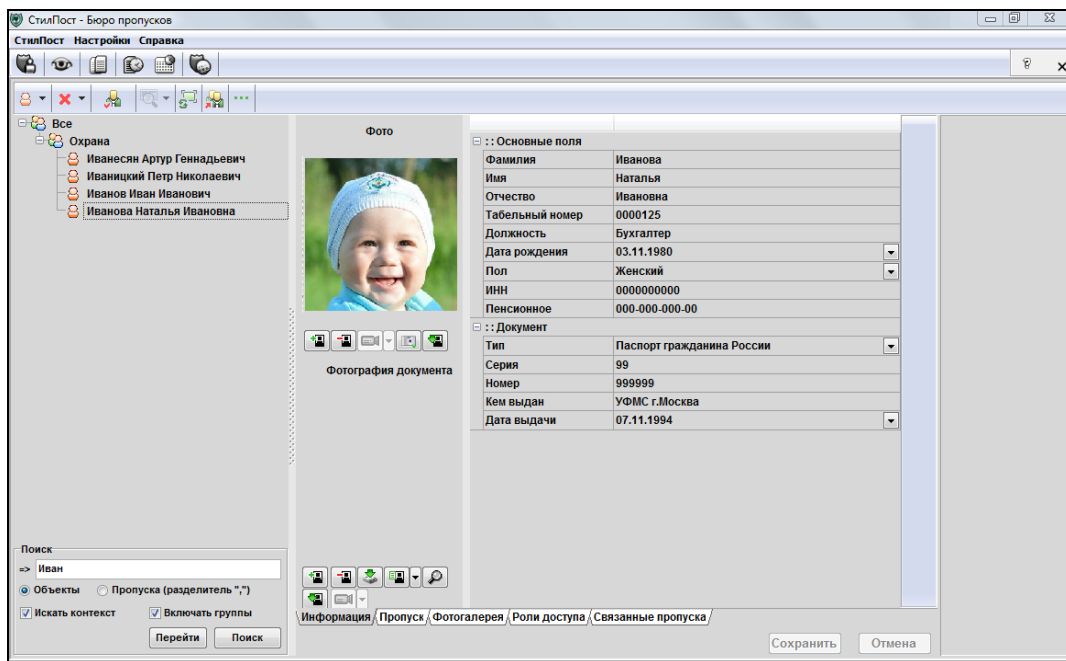 СтилПост - Бюро пропусков
СтилПост Настройки Справка
Все
Охрана
Иванесян Артур Геннадьевич
Иваницкий Петр Николаевич
Иванов Иван Иванович
Иванова Наталья Ивановна
Фото
Фотография документа
:: Основные поля
Фамилия Иванова
Имя Наталья
Отчество Ивановна
Табельный номер 0000125
Должность Бухгалтер
Дата рождения 03.11.1980
Пол Женский
ИНН 0000000000
Пенсионное 000-000-000-00
:: Документ
Тип Паспорт гражданина России
Серия 99
Номер 999999
Кем выдан УФМС г.Москва
Дата выдачи 07.11.1994
Поиск
=> Иван
Объекты Пропуска (разделитель ",")
Искать контекст Включать группы
Перейти Поиск
Информация Пропуск Фотогалерея Роли доступа Связанные пропуска
Сохранить Отмена